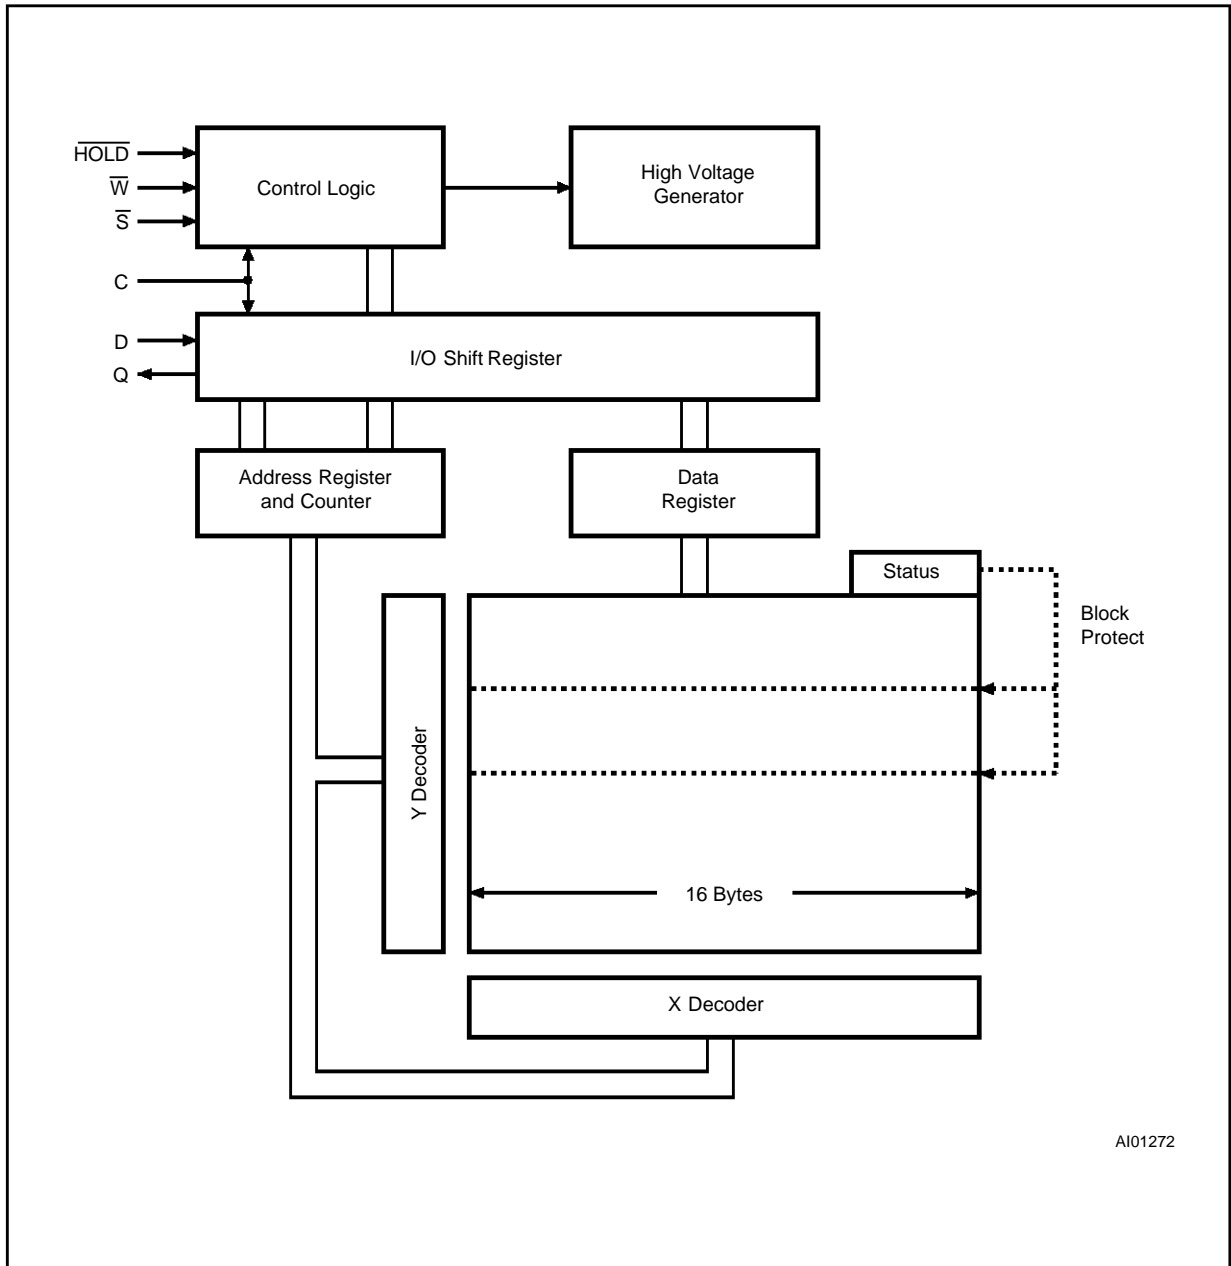 H̅O̅L̅D̅
W̅
S̅
C
D
Q
Control Logic
High Voltage
Generator
I/O Shift Register
Address Register
and Counter
Data
Register
Status
Block
Protect
Y Decoder
16 Bytes
X Decoder
AI01272